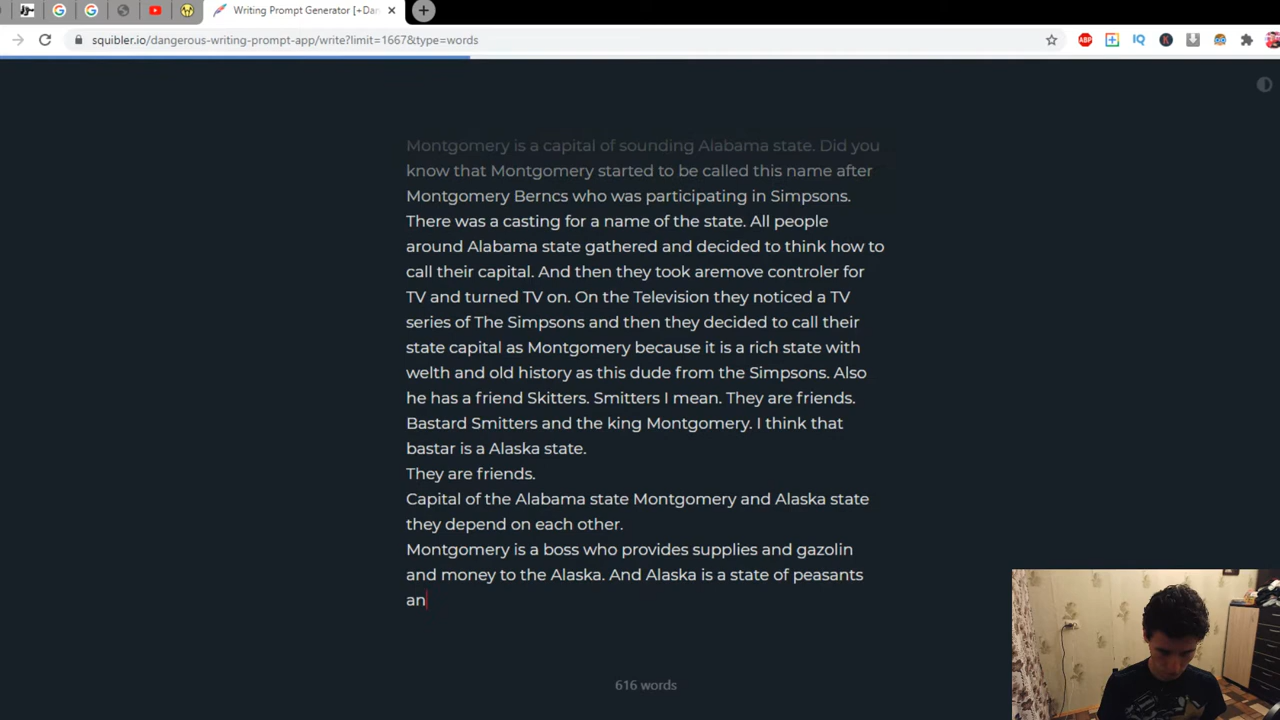 Writing Prompt Generator [+Dan
squibler.io/dangerous-writing-prompt-app/write?limit=1667&type=words
ABP
IQ
K
Montgomery is a capital of sounding Alabama state. Did you
know that Montgomery started to be called this name after
Montgomery Berncs who was participating in Simpsons.
There was a casting for a name of the state. All people
around Alabama state gathered and decided to think how to
call their capital. And then they took aremove controler for
TV and turned TV on. On the Television they noticed a TV
series of The Simpsons and then they decided to call their
state capital as Montgomery because it is a rich state with
welth and old history as this dude from the Simpsons. Also
he has a friend Skitters. Smitters I mean. They are friends.
Bastard Smitters and the king Montgomery. I think that
bastar is a Alaska state.
They are friends.
Capital of the Alabama state Montgomery and Alaska state
they depend on each other.
Montgomery is a boss who provides supplies and gazolin
and money to the Alaska. And Alaska is a state of peasants
an
616 words